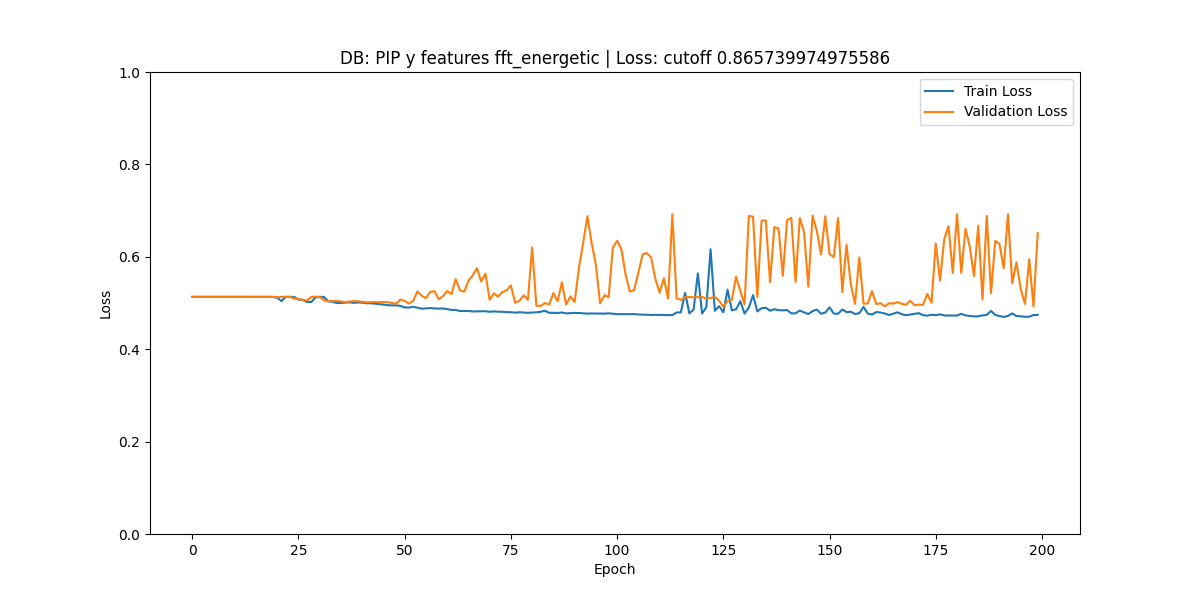 DB: PIP y features fft_energetic | Loss: cutoff 0.865739974975586
Train Loss
Validation Loss
Loss
1.0
0.8
0.6
0.4
0.2
0.0
0 25 50 75 100 125 150 175 200
Epoch